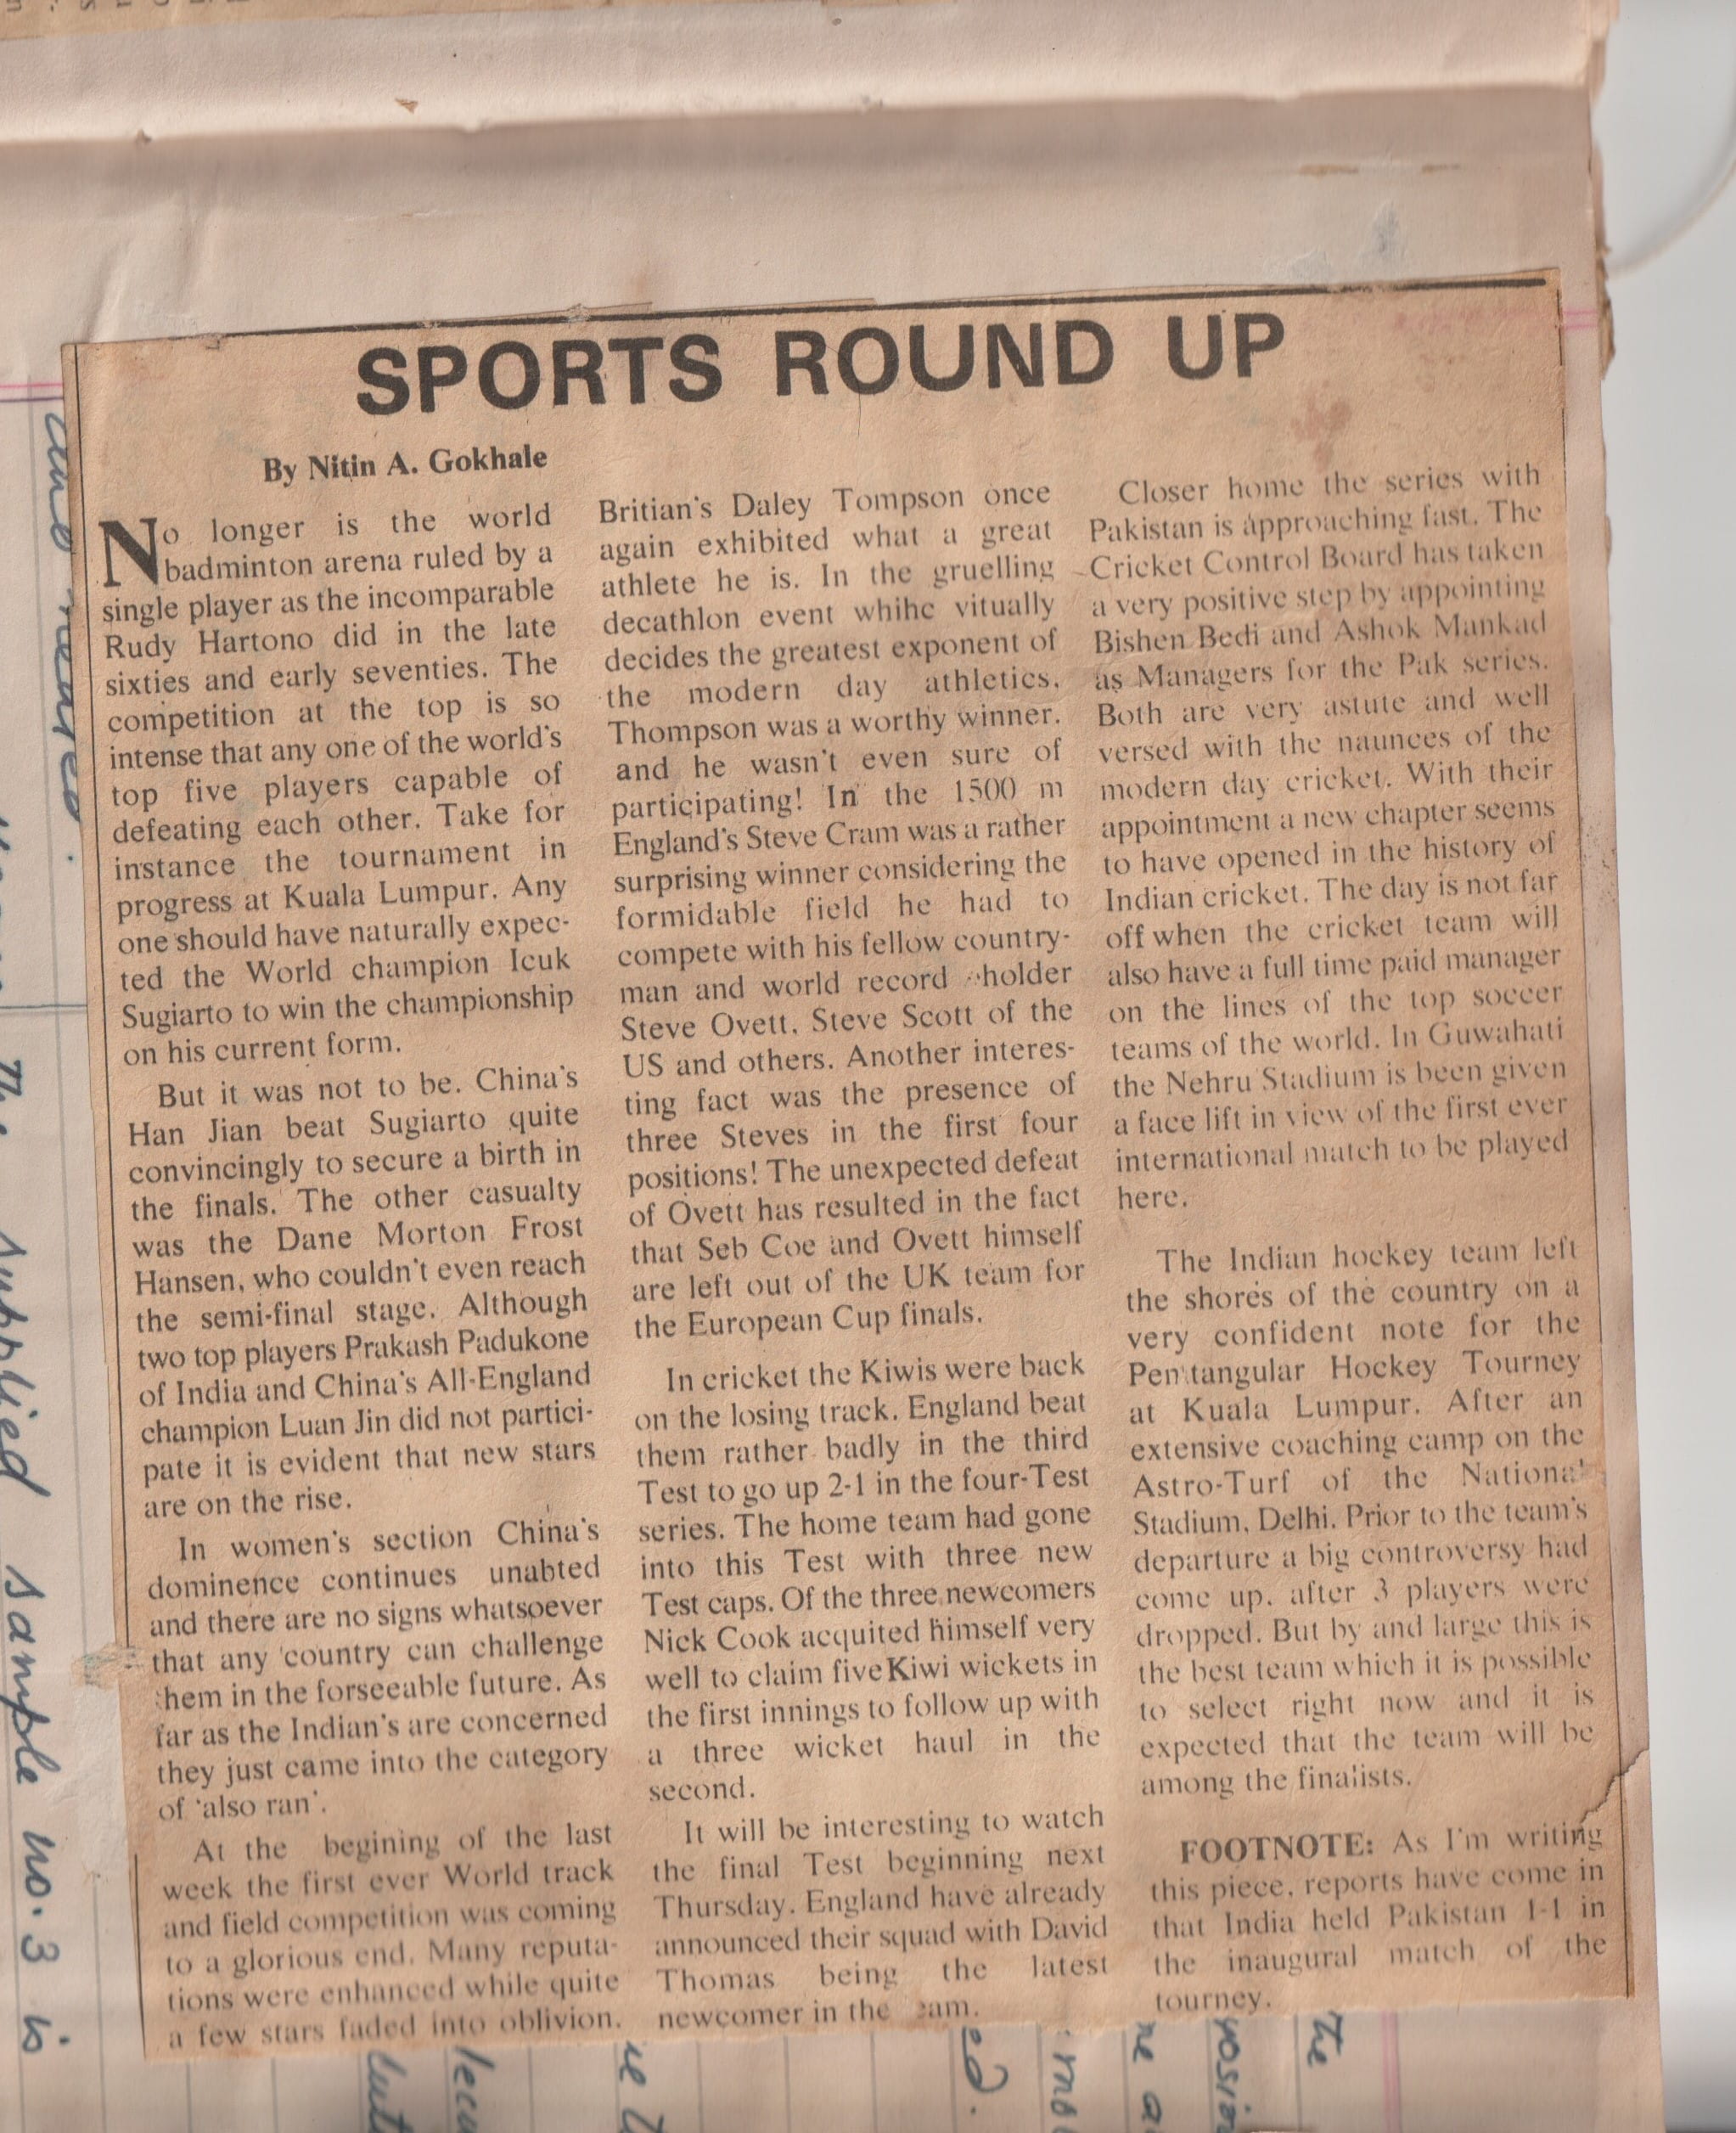 SPORTS ROUND UP
By Nitin A. Gokhale
No longer is the world
badminton arena ruled by a
single player as the incomparable
Rudy Hartono did in the late
sixties and early seventies. The
competition at the top is so
intense that any one of the world's
top five players capable of
defeating each other. Take for
instance the tournament in
progress at Kuala Lumpur. Any
one should have naturally expec-
ted the World champion Icuk
Sugiarto to win the championship
on his current form.
But it was not to be. China's
Han Jian beat Sugiarto quite
convincingly to secure a birth in
the finals. The other casualty
was the Dane Morton Frost
Hansen, who couldn't even reach
the semi-final stage. Although
two top players Prakash Padukone
of India and China's All-England
champion Luan Jin did not partici-
pate it is evident that new stars
are on the rise.
In women's section China's
dominence continues unabted
and there are no signs whatsoever
that any country can challenge
them in the forseeable future. As
far as the Indian's are concerned
they just came into the category
of 'also ran'.
At the begining of the last
week the first ever World track
and field competition was coming
to a glorious end. Many reputa-
tions were enhanced while quite
a few stars faded into oblivion.
Britian's Daley Tompson once
again exhibited what a great
athlete he is. In the gruelling
decathlon event whihc vitually
decides the greatest exponent of
the modern day athletics.
Thompson was a worthy winner.
and he wasn't even sure of
participating! In the 1500 m
England's Steve Cram was a rather
surprising winner considering the
formidable field he had to
compete with his fellow country-
man and world record holder
Steve Ovett, Steve Scott of the
US and others. Another interes-
ting fact was the presence of
three Steves in the first four
positions! The unexpected defeat
of Ovett has resulted in the fact
that Seb Coe and Ovett himself
are left out of the UK team for
the European Cup finals.
In cricket the Kiwis were back
on the losing track. England beat
them rather badly in the third
Test to go up 2-1 in the four-Test
series. The home team had gone
into this Test with three new
Test caps. Of the three newcomers
Nick Cook acquited himself very
well to claim five Kiwi wickets in
the first innings to follow up with
a three wicket haul in the
second.
It will be interesting to watch
the final Test beginning next
Thursday. England have already
announced their squad with David
Thomas being the latest
newcomer in the eam.
Closer home the series with
Pakistan is approaching fast. The
Cricket Control Board has taken
a very positive step by appointing
Bishen Bedi and Ashok Mankad
as Managers for the Pak series.
Both are very astute and well
versed with the naunces of the
modern day cricket. With their
appointment a new chapter seems
to have opened in the history of
Indian cricket. The day is not far
off when the cricket team will
also have a full time paid manager
on the lines of the top soccer
teams of the world. In Guwahati
the Nehru Stadium is been given
a face lift in view of the first ever
international match to be played
here.
The Indian hockey team left
the shores of the country on a
very confident note for the
Pentangular Hockey Tourney
at Kuala Lumpur. After an
extensive coaching camp on the
Astro-Turf of the National
Stadium, Delhi. Prior to the team's
departure a big controversy had
come up. after 3 players were
dropped. But by and large this is
the best team which it is possible
to select right now and it is
expected that the team will be
among the finalists.
FOOTNOTE: As I'm writing
this piece, reports have come in
that India held Pakistan 1-1 in
the inaugural match of the
tourney.
supplied sample no. 3 is
The